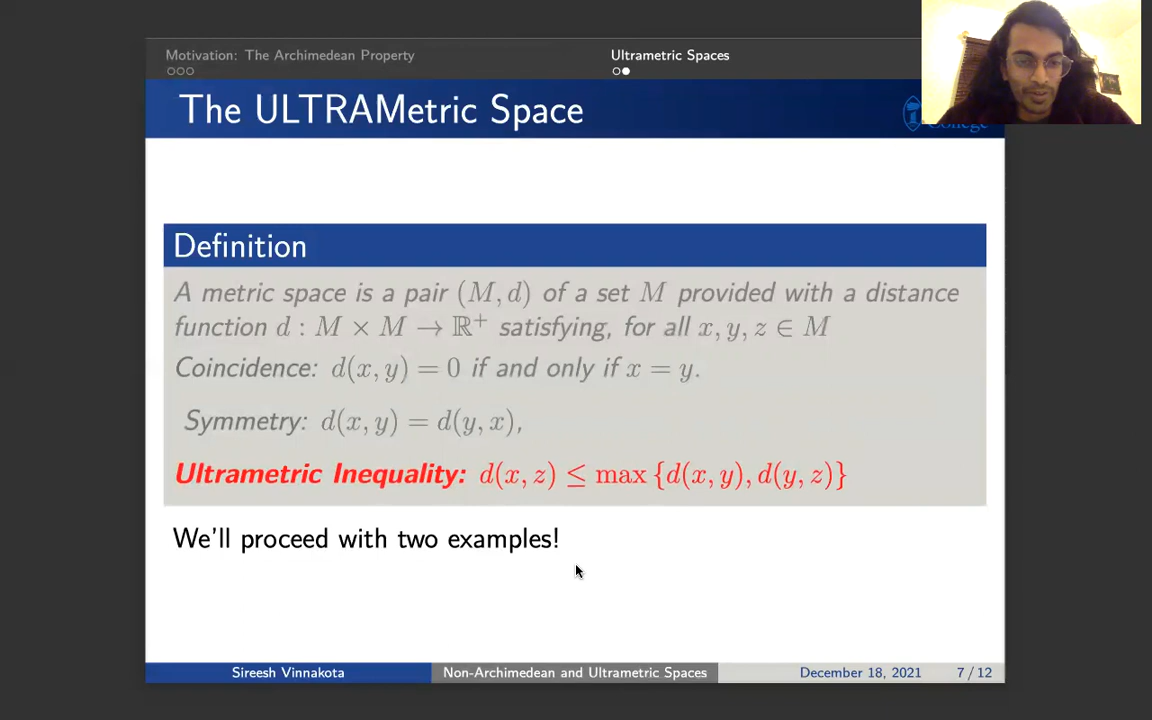 Motivation: The Archimedean Property
Ultrametric Spaces
The ULTRAMetric Space
College
Definition
A metric space is a pair (M, d) of a set M provided with a distance
function d : M × M → ℝ⁺ satisfying, for all x, y, z ∈ M
Coincidence: d(x, y) = 0 if and only if x = y.
Symmetry: d(x, y) = d(y, x),
Ultrametric Inequality: d(x, z) ≤ max {d(x, y), d(y, z)}
We'll proceed with two examples!
Sireesh Vinnakota
Non-Archimedean and Ultrametric Spaces
December 18, 2021
7 / 12